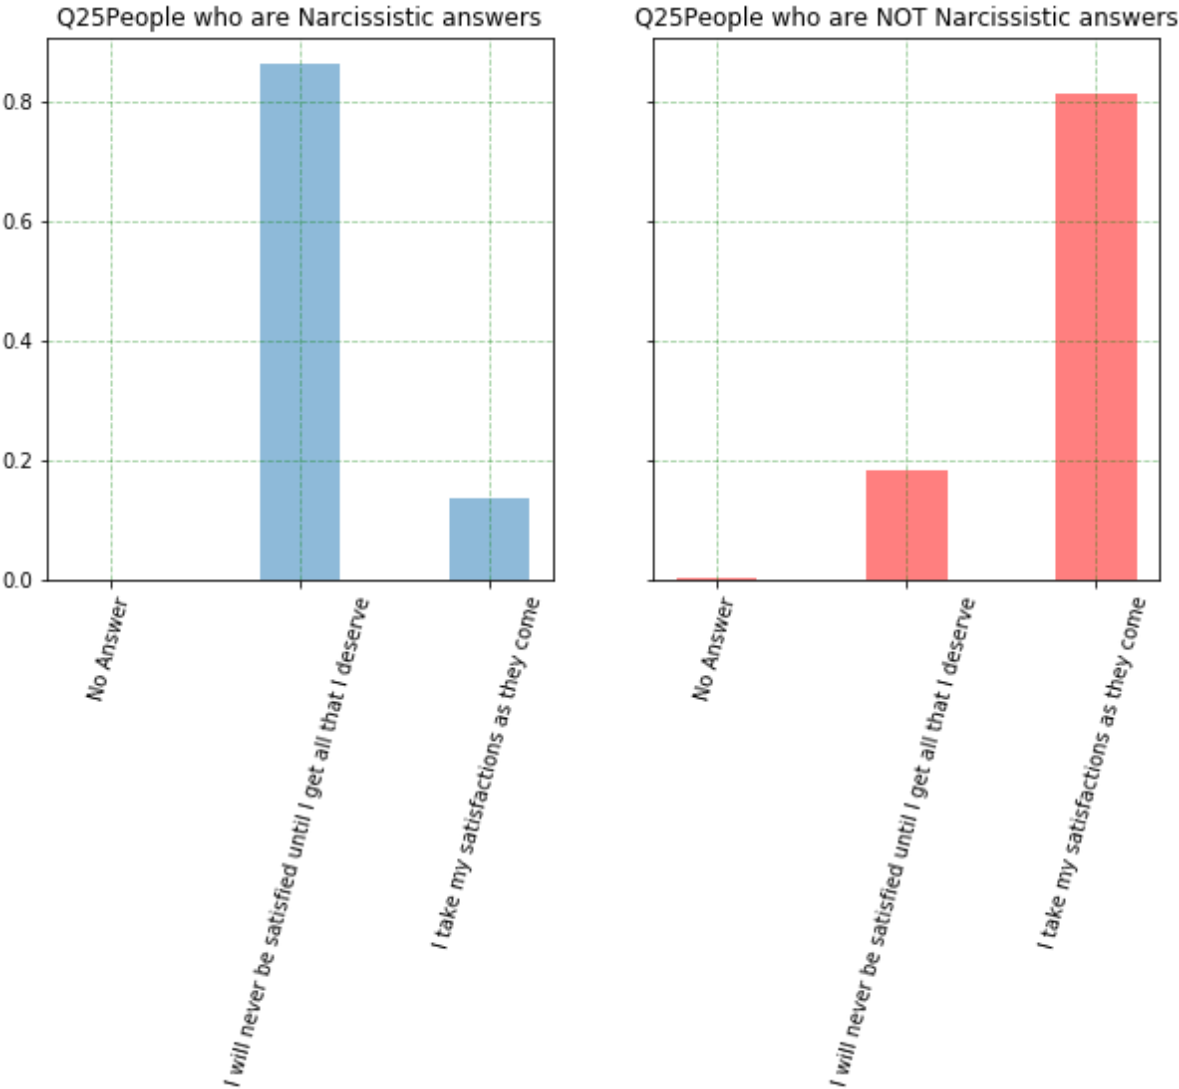 Q25People who are Narcissistic answers
0.8
0.6
0.4
0.2
0.0
No Answer
I will never be satisfied until I get all that I deserve
I take my satisfactions as they come
Q25People who are NOT Narcissistic answers
No Answer
I will never be satisfied until I get all that I deserve
I take my satisfactions as they come